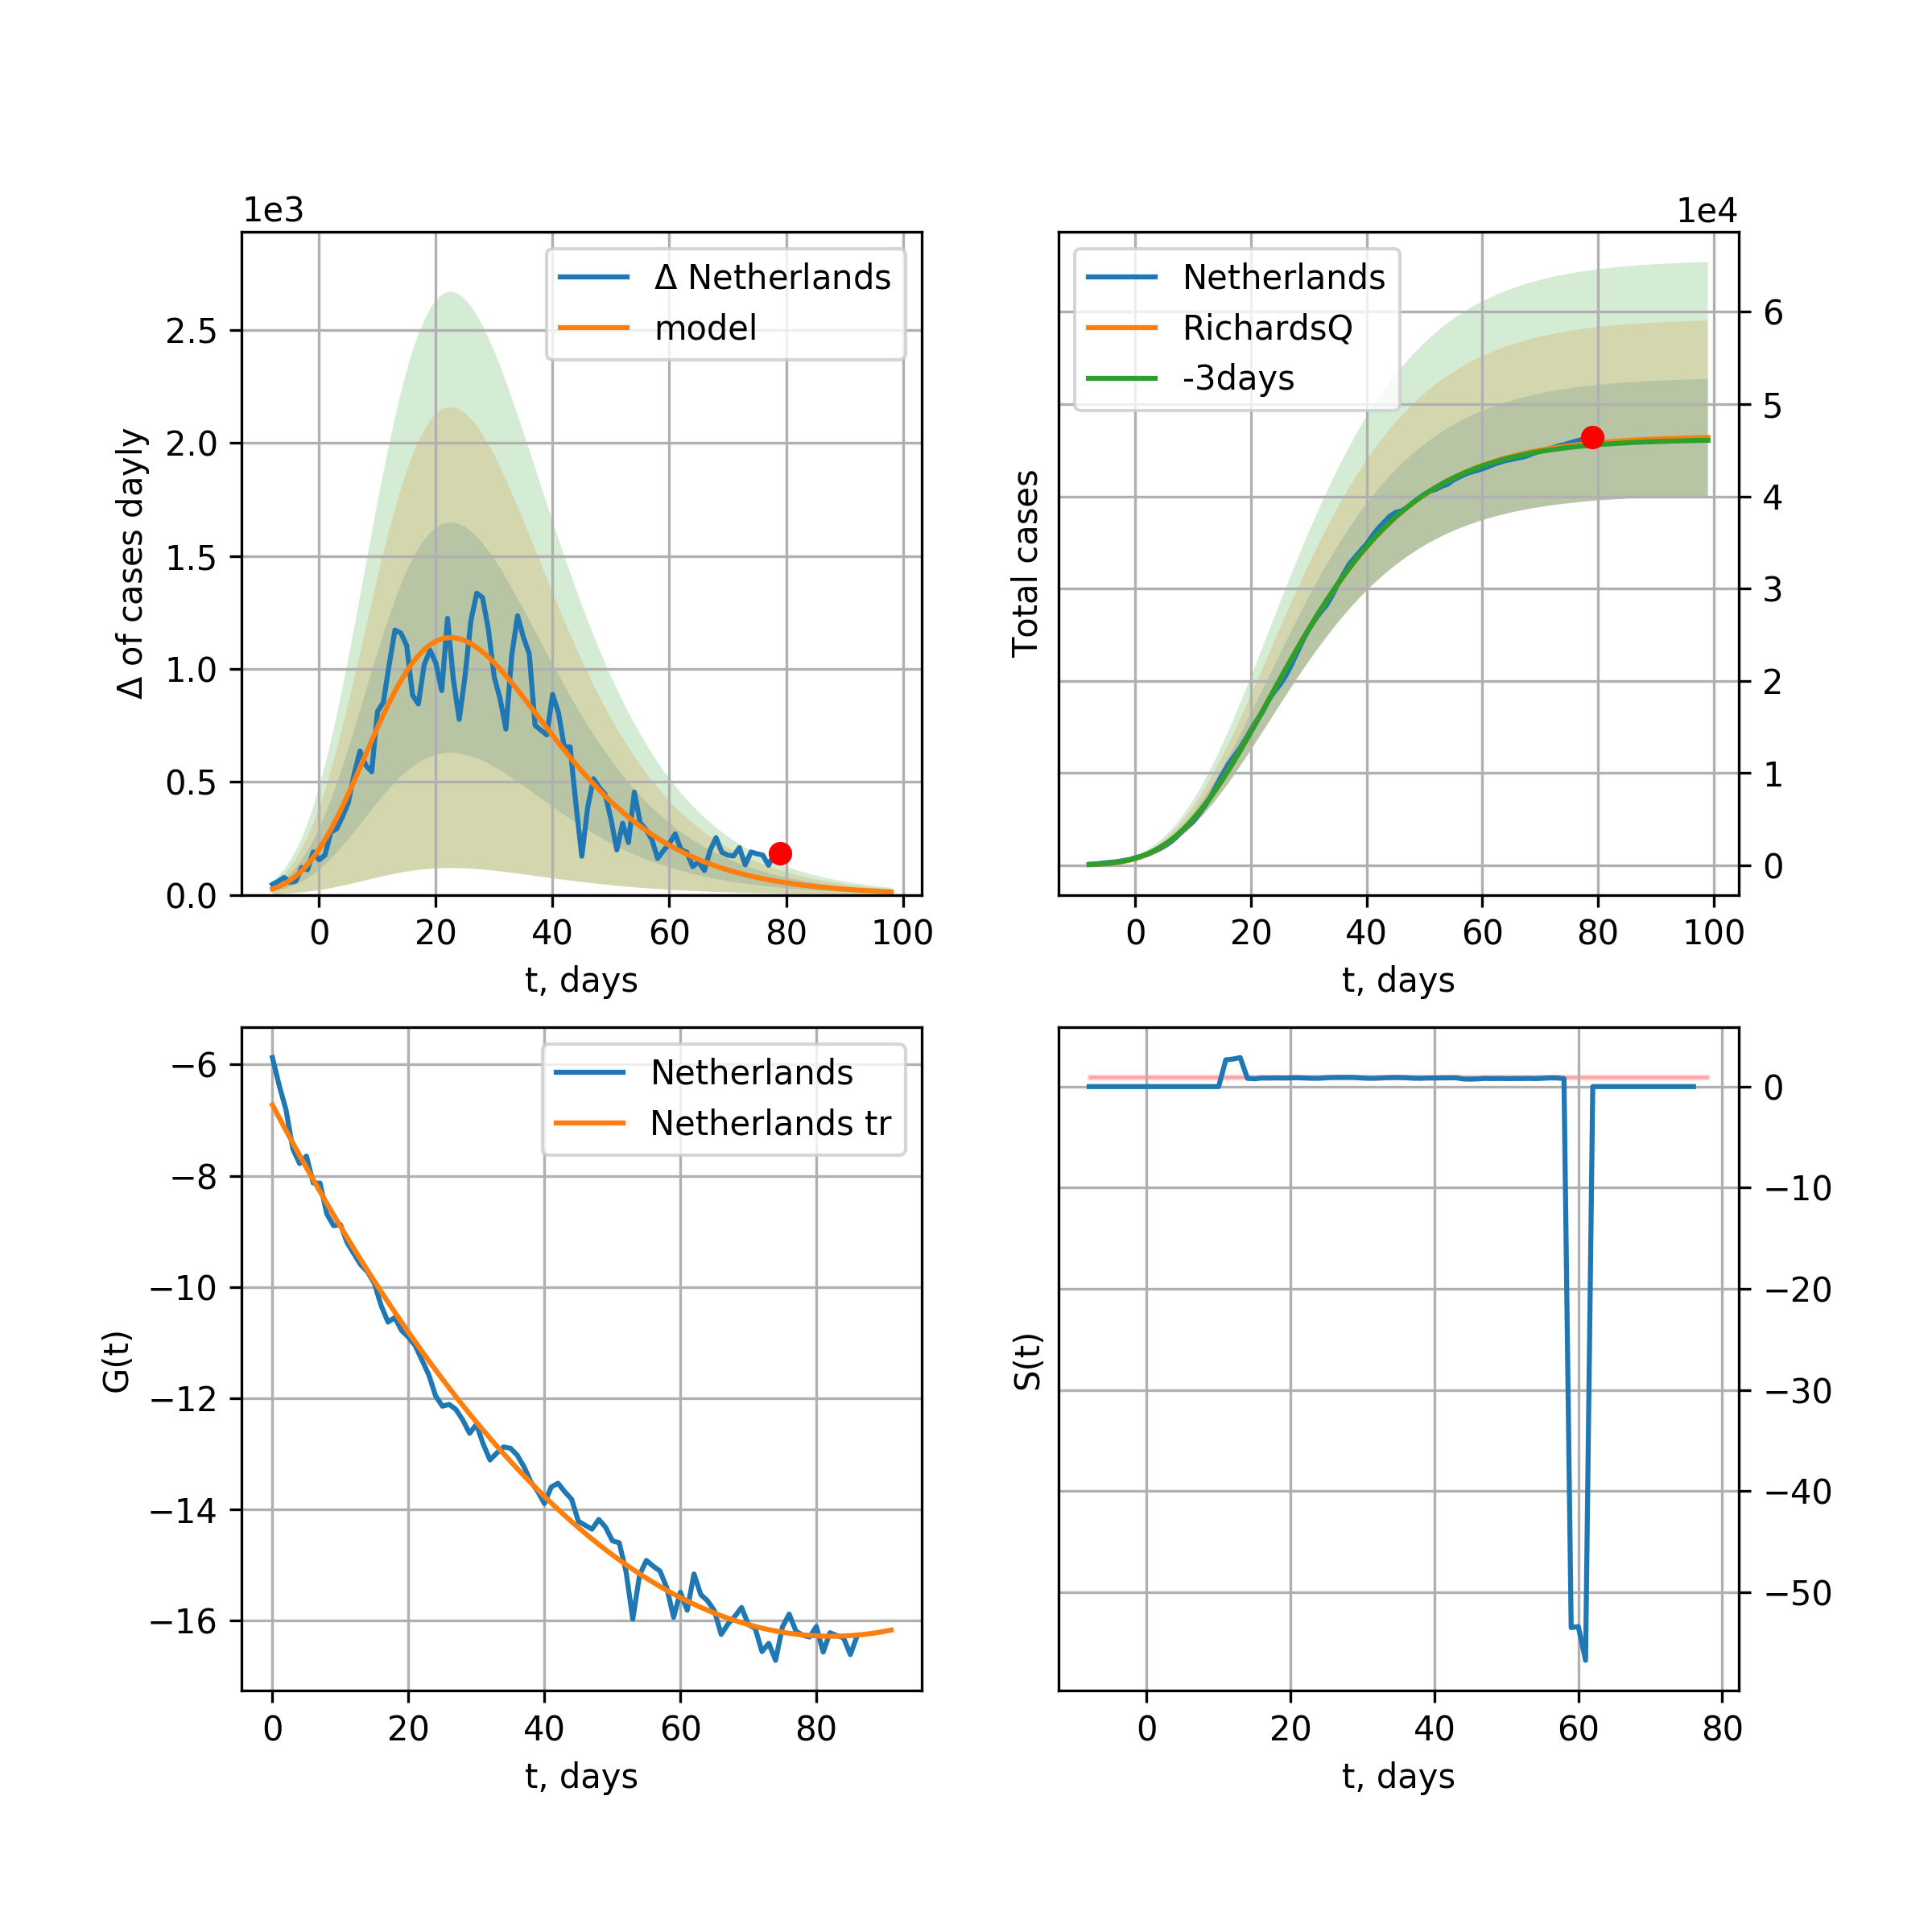 1e3
Δ Netherlands
model
2.5
2.0
1.5
1.0
0.5
0.0
Δ of cases dayly
0 20 40 60 80 100
t, days
1e4
Netherlands
RichardsQ
-3days
6
5
4
3
2
1
0
Total cases
0 20 40 60 80 100
t, days
Netherlands
Netherlands tr
−6
−8
−10
−12
−14
−16
G(t)
0 20 40 60 80
t, days
0
−10
−20
−30
−40
−50
S(t)
0 20 40 60 80
t, days